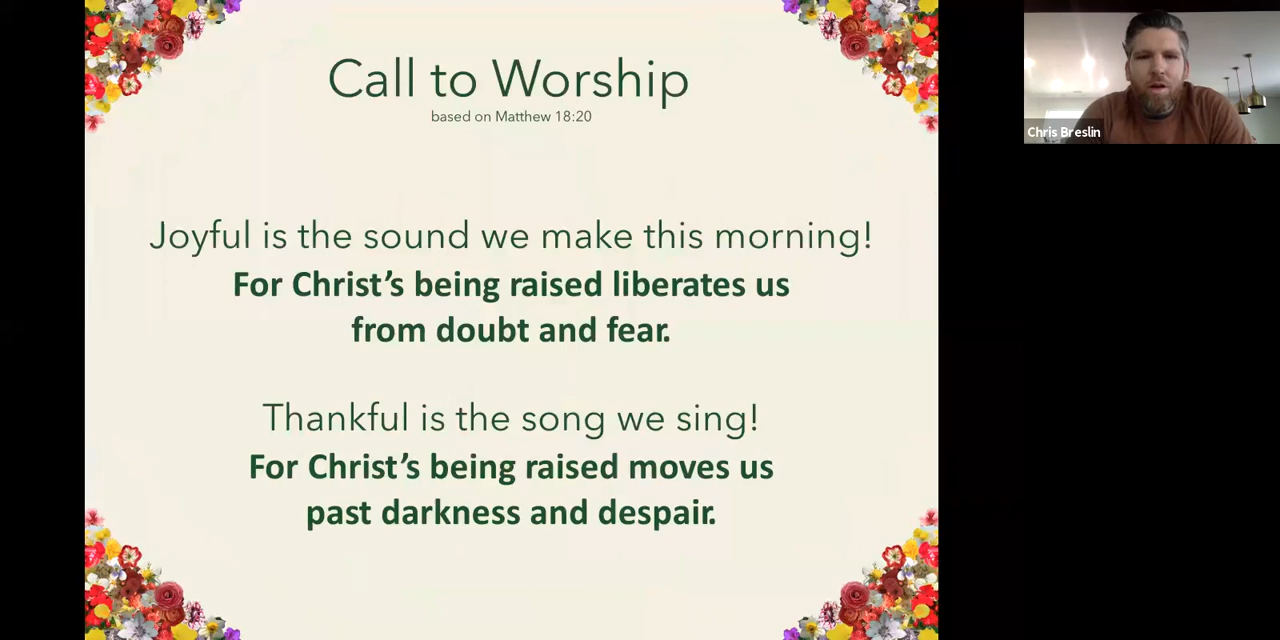 Call to Worship
based on Matthew 18:20
Joyful is the sound we make this morning!
For Christ’s being raised liberates us
from doubt and fear.
Thankful is the song we sing!
For Christ’s being raised moves us
past darkness and despair.
Chris Breslin